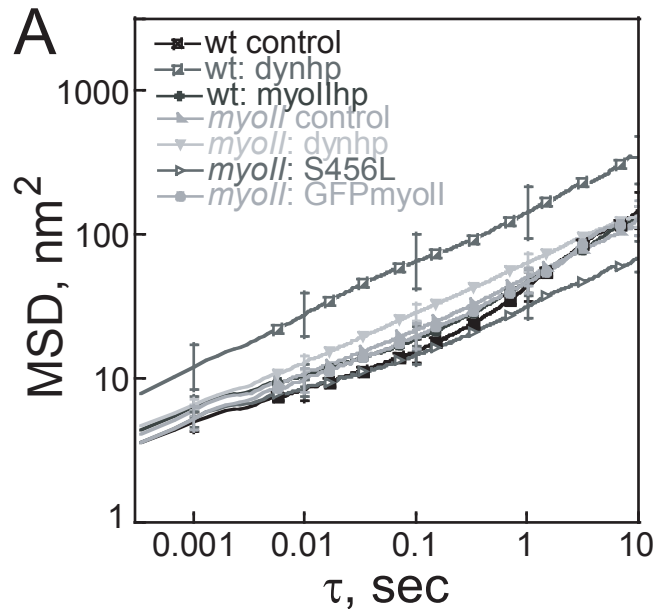 A
wt control
wt: dynhp
wt: myoIIhp
myoII control
myoII: dynhp
myoII: S456L
myoII: GFPmyoII
1000
100
10
1
MSD, nm²
0.001 0.01 0.1 1 10
τ, sec